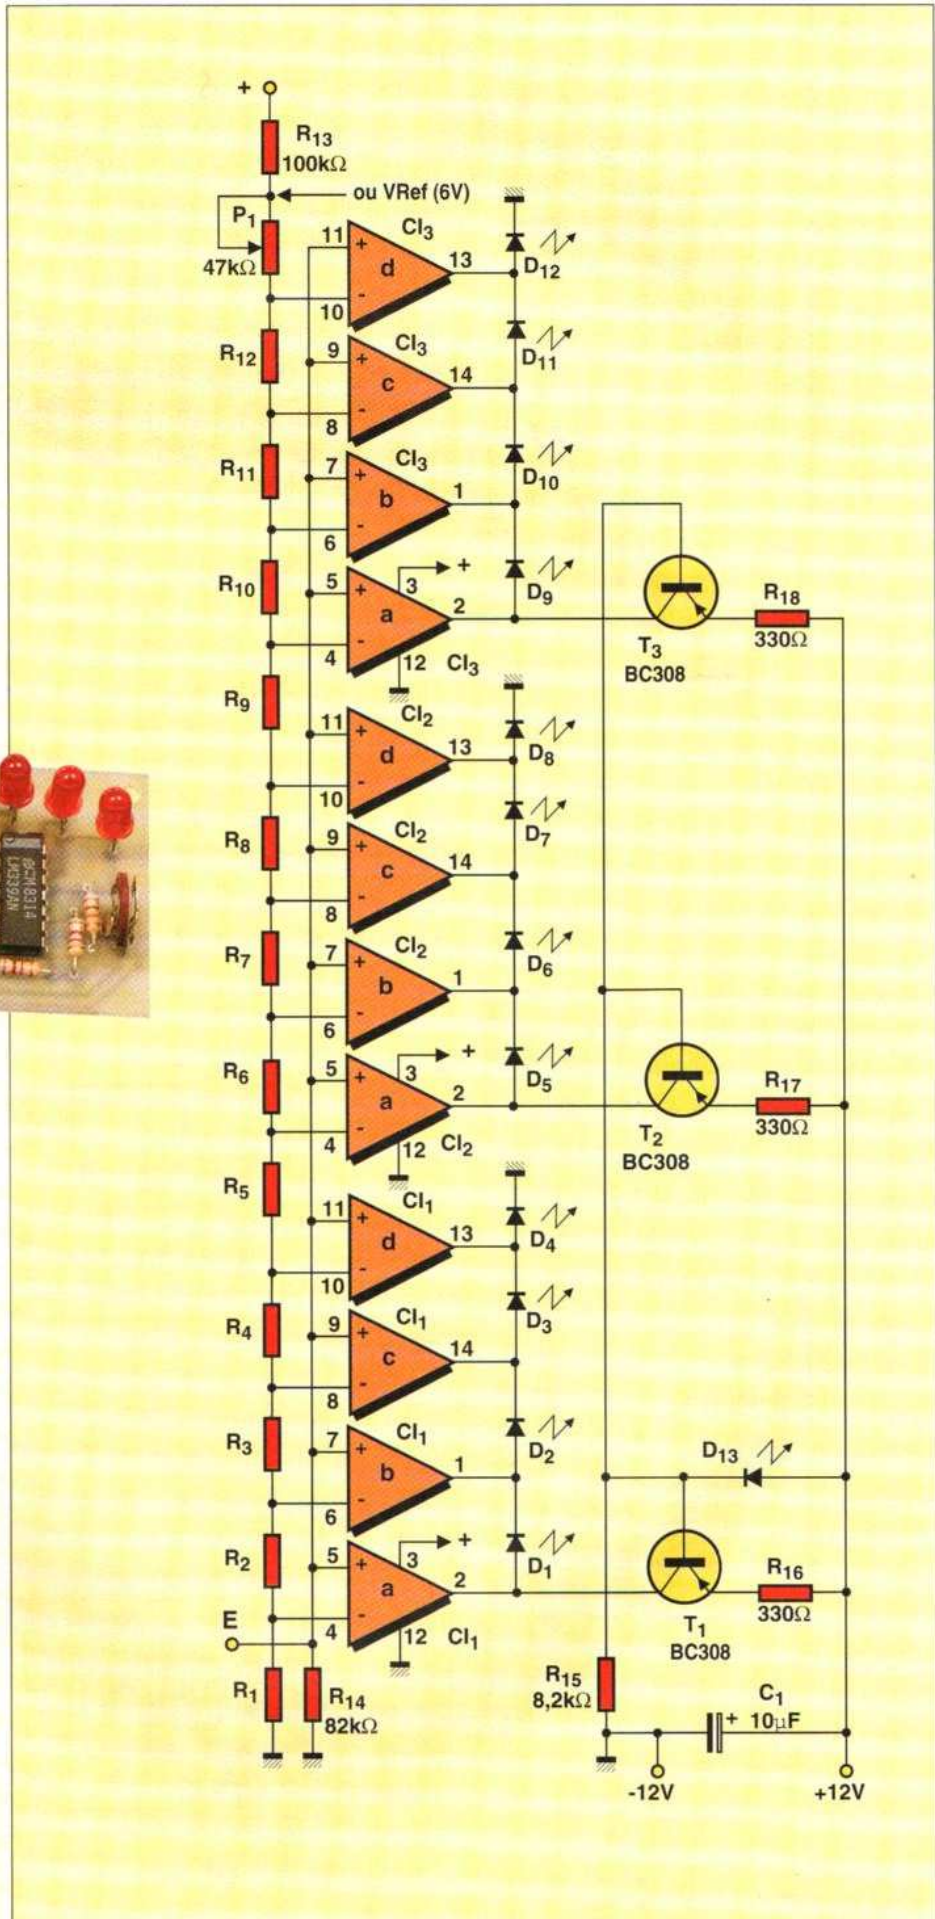 +
R13
100kΩ
ou VRef (6V)
P1
47kΩ
CI3
11
+
d
13
-
10
D12
R12
CI3
9
+
c
14
-
8
D11
R11
CI3
7
+
b
1
-
6
D10
R10
5
+
3
+
a
2
-
4
12
CI3
D9
T3
BC308
R18
330Ω
R9
CI2
11
+
d
13
-
10
D8
R8
CI2
9
+
c
14
-
8
D7
R7
CI2
7
+
b
1
-
6
D6
R6
5
+
3
+
a
2
-
4
12
CI2
D5
T2
BC308
R17
330Ω
R5
CI1
11
+
d
13
-
10
D4
R4
CI1
9
+
c
14
-
8
D3
R3
CI1
7
+
b
1
-
6
D2
D13
R2
5
+
3
+
a
2
-
4
12
CI1
D1
T1
BC308
R16
330Ω
E
R1
R14
82kΩ
R15
8,2kΩ
C1
+
10µF
-12V
+12V
M8314
LM339AN